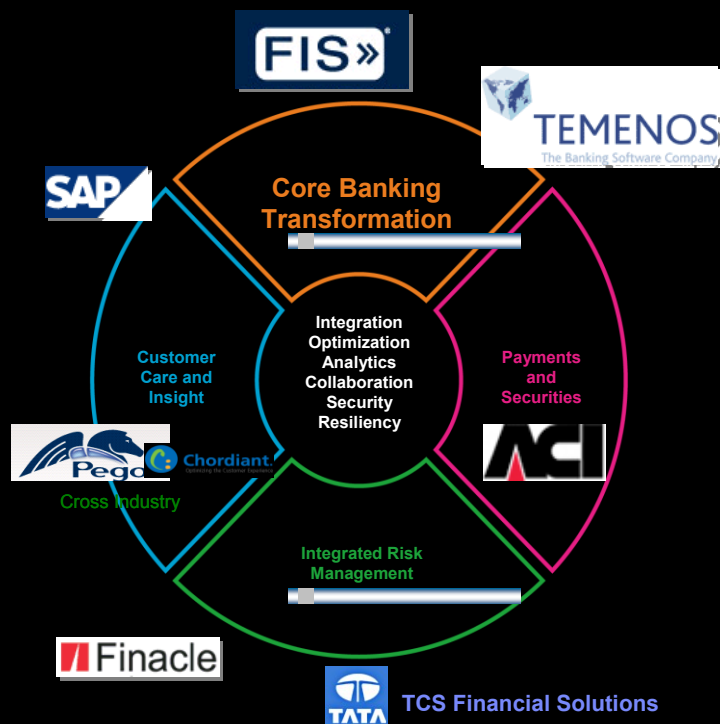 FIS
TEMENOS
The Banking Software Company
SAP
Core Banking
Transformation
Integration
Optimization
Analytics
Collaboration
Security
Resiliency
Customer
Care and
Insight
Payments
and
Securities
ACI
Pega
Chordiant.
Optimizing the Customer Experience
Cross Industry
Integrated Risk
Management
Finacle
TATA
TCS Financial Solutions